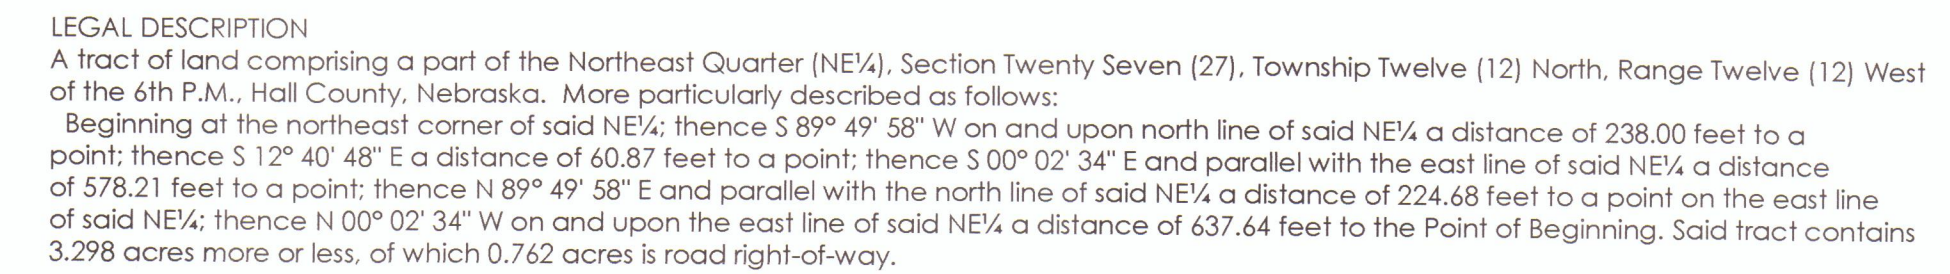 LEGAL DESCRIPTION
A tract of land comprising a part of the Northeast Quarter (NE¼), Section Twenty Seven (27), Township Twelve (12) North, Range Twelve (12) West
of the 6th P.M., Hall County, Nebraska.  More particularly described as follows:
Beginning at the northeast corner of said NE¼; thence S 89° 49' 58" W on and upon north line of said NE¼ a distance of 238.00 feet to a
point; thence S 12° 40' 48" E a distance of 60.87 feet to a point; thence S 00° 02' 34" E and parallel with the east line of said NE¼ a distance
of 578.21 feet to a point; thence N 89° 49' 58" E and parallel with the north line of said NE¼ a distance of 224.68 feet to a point on the east line
of said NE¼; thence N 00° 02' 34" W on and upon the east line of said NE¼ a distance of 637.64 feet to the Point of Beginning. Said tract contains
3.298 acres more or less, of which 0.762 acres is road right-of-way.